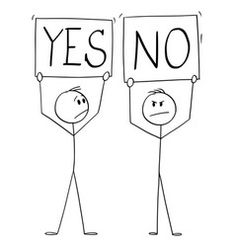 YES NO